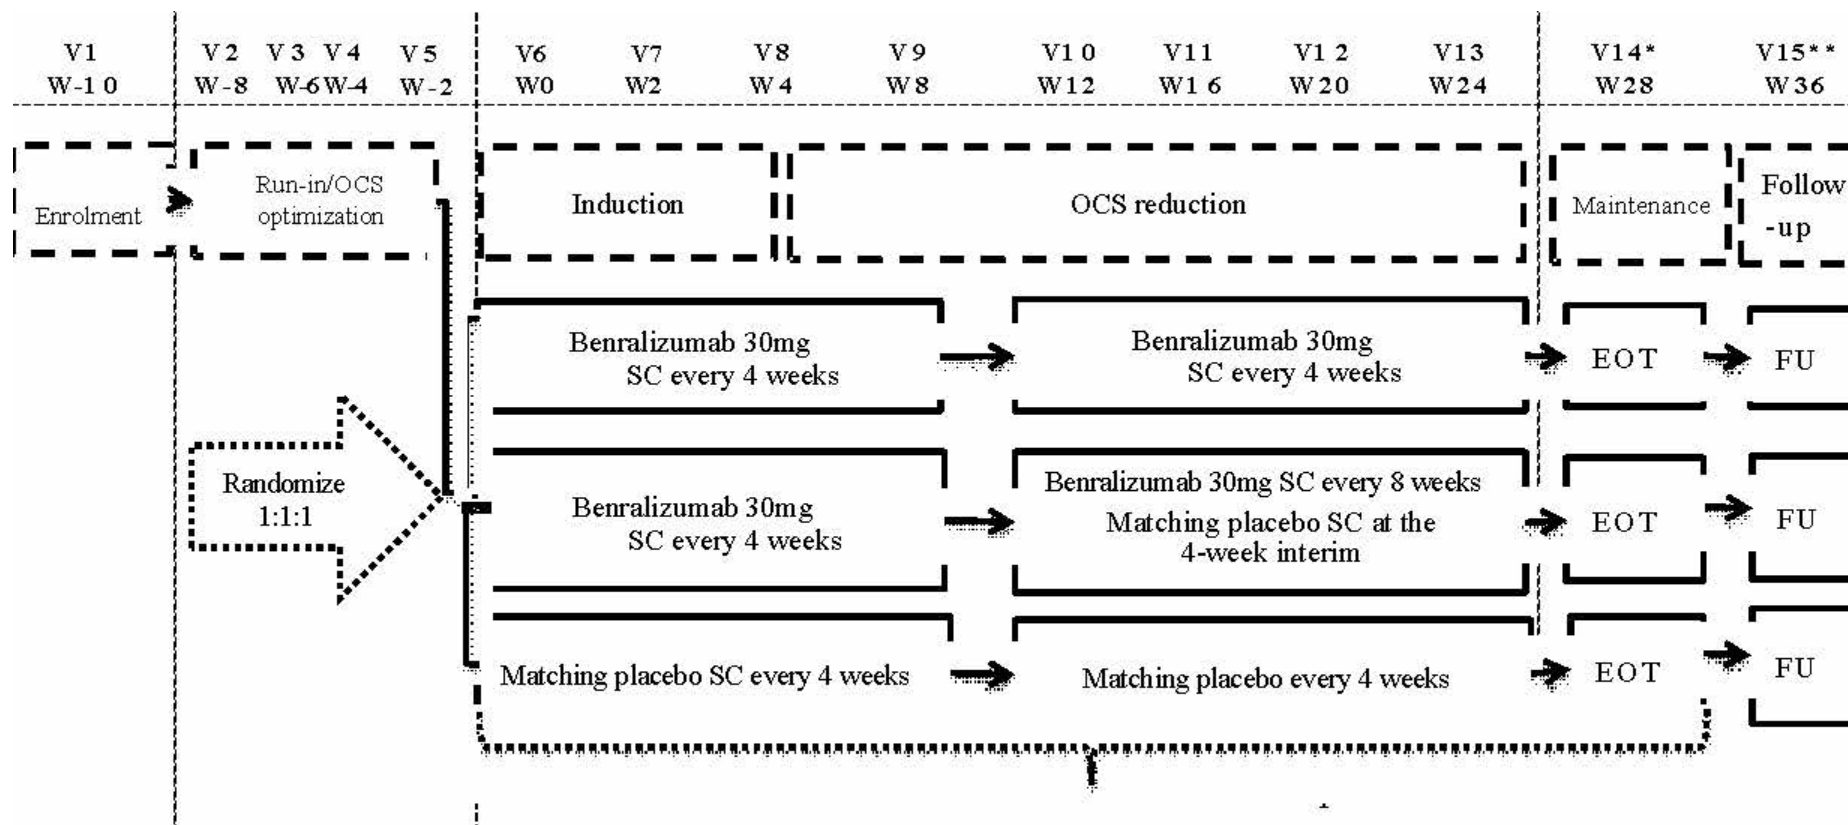 V1 V2 V3 V4 V5 V6 V7 V8 V9 V10 V11 V12 V13 V14* V15**
W-10 W-8 W-6 W-4 W-2 W0 W2 W4 W8 W12 W16 W20 W24 W28 W36
Enrolment
Run-in/OCS
optimization
Induction
OCS reduction
Maintenance
Follow
-up
Benralizumab 30mg
SC every 4 weeks
Benralizumab 30mg
SC every 4 weeks
EOT
FU
Randomize
1:1:1
Benralizumab 30mg
SC every 4 weeks
Benralizumab 30mg SC every 8 weeks
Matching placebo SC at the
4-week interim
EOT
FU
Matching placebo SC every 4 weeks
Matching placebo every 4 weeks
EOT
FU